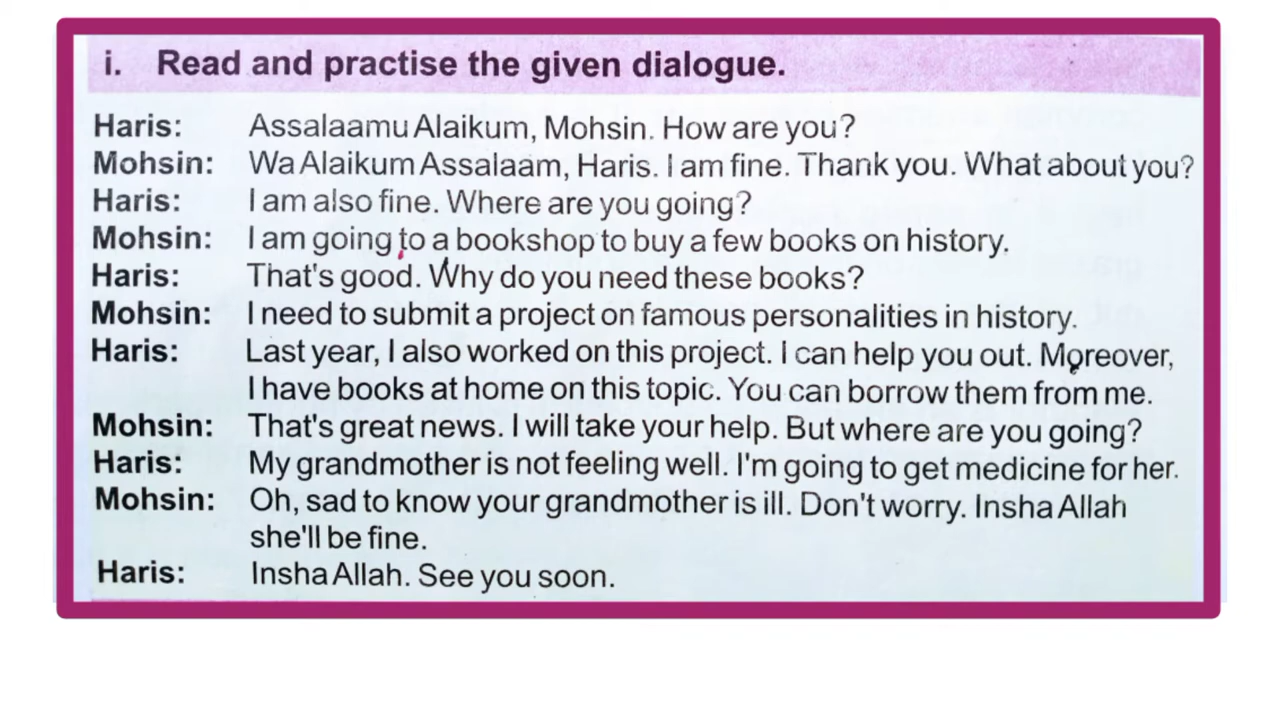 i. Read and practise the given dialogue.
Haris: Assalaamu Alaikum, Mohsin. How are you?
Mohsin: Wa Alaikum Assalaam, Haris. I am fine. Thank you. What about you?
Haris: I am also fine. Where are you going?
Mohsin: I am going to a bookshop to buy a few books on history.
Haris: That's good. Why do you need these books?
Mohsin: I need to submit a project on famous personalities in history.
Haris: Last year, I also worked on this project. I can help you out. Moreover,
I have books at home on this topic. You can borrow them from me.
Mohsin: That's great news. I will take your help. But where are you going?
Haris: My grandmother is not feeling well. I'm going to get medicine for her.
Mohsin: Oh, sad to know your grandmother is ill. Don't worry. Insha Allah
she'll be fine.
Haris: Insha Allah. See you soon.